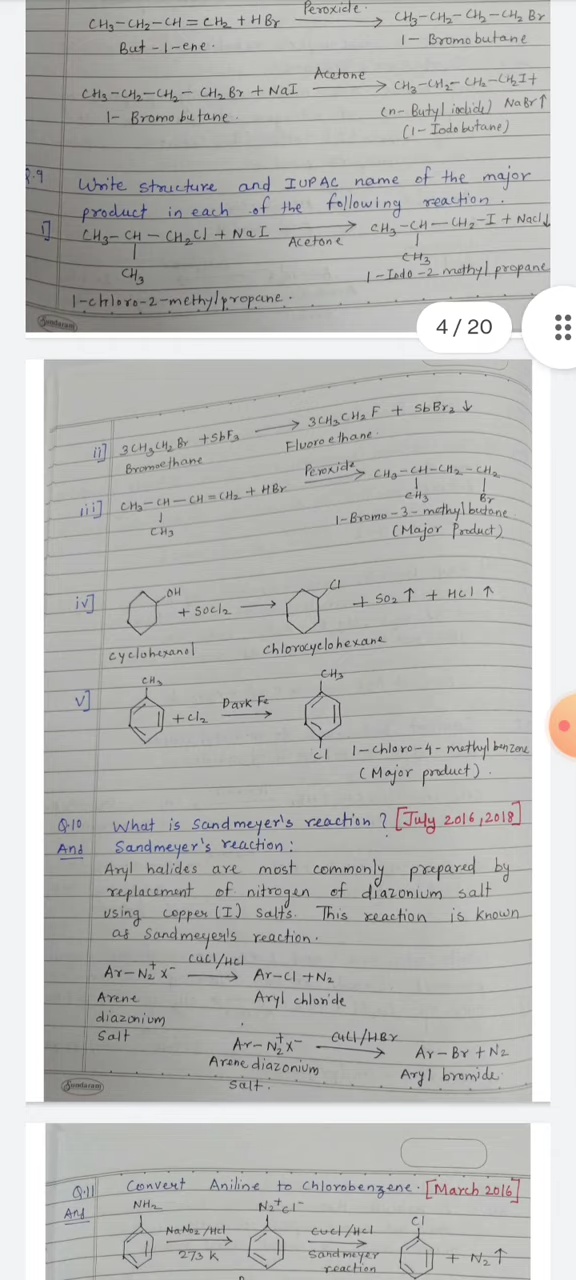 CH3-CH2-CH=CH2 + HBr Peroxide → CH3-CH2-CH2-CH2 Br
But-1-ene. 1-Bromobutane
CH3-CH2-CH2-CH2Br + NaI Acetone → CH3-CH2-CH2-CH2I +
1-Bromobutane. (n-Butyl iodide) NaBr↑
(1-Iodobutane)
Q.9 Write structure and IUPAC name of the major
product in each of the following reaction.
i] CH3-CH-CH2Cl + NaI Acetone → CH3-CH-CH2-I + NaCl↓
CH3 CH3
1-Iodo-2 methyl propane
1-chloro-2-methylpropane.
Sundaram
4 / 20
ii] 3CH3CH2Br + SbF3 → 3CH3CH2F + SbBr3 ↓
Bromoethane Fluoroethane.
iii] CH3-CH-CH=CH2 + HBr Peroxide → CH3-CH-CH2-CH2
CH3 CH3 Br
1-Bromo-3-methylbutane
(Major Product)
iv] OH + SOCl2 → Cl + SO2 ↑ + HCl ↑
cyclohexanol chlorocyclohexane
v] CH3 + Cl2 Dark Fe → CH3
Cl 1-chloro-4-methylbenzene
(Major product).
Q.10 What is Sandmeyer's reaction? [July 2016, 2018]
Ans Sandmeyer's reaction:
Aryl halides are most commonly prepared by
replacement of nitrogen of diazonium salt
using copper (I) salts. This reaction is known
as Sandmeyer's reaction.
Ar-N2+ x- CuCl/HCl → Ar-Cl + N2
Arene Aryl chloride
diazonium
Salt
Ar-N2+x- CuCl/HBr → Ar-Br + N2
Arene diazonium Aryl bromide.
Salt.
Sundaram
Q.11 Convert Aniline to chlorobenzene. [March 2016]
Ans NH2 N2+cl- Cl
NaNO2/HCl → CuCl/HCl →
273 K Sandmeyer + N2↑
reaction